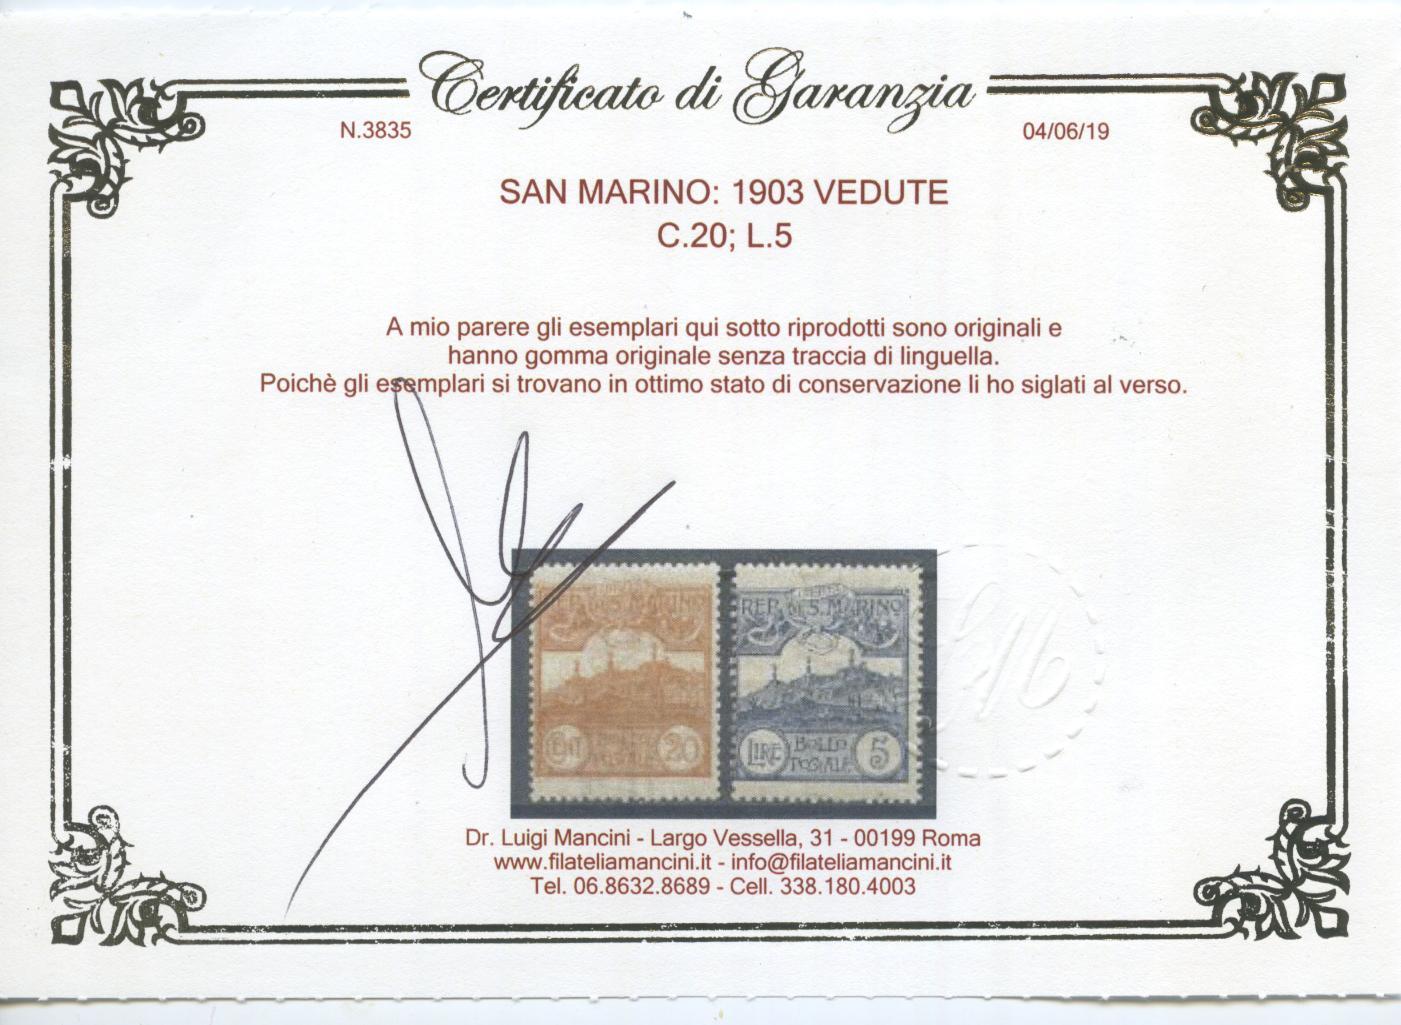 Certificato di Garanzia
N.3835
04/06/19
SAN MARINO: 1903 VEDUTE
C.20; L.5
A mio parere gli esemplari qui sotto riprodotti sono originali e
hanno gomma originale senza traccia di linguella.
Poichè gli esemplari si trovano in ottimo stato di conservazione li ho siglati al verso.
REP. DI S. MARINO
CENT 20
REP. DI S. MARINO
LIRE BOLLO POSTALE 5
Dr. Luigi Mancini - Largo Vessella, 31 - 00199 Roma
www.filateliamancini.it - info@filateliamancini.it
Tel. 06.8632.8689 - Cell. 338.180.4003